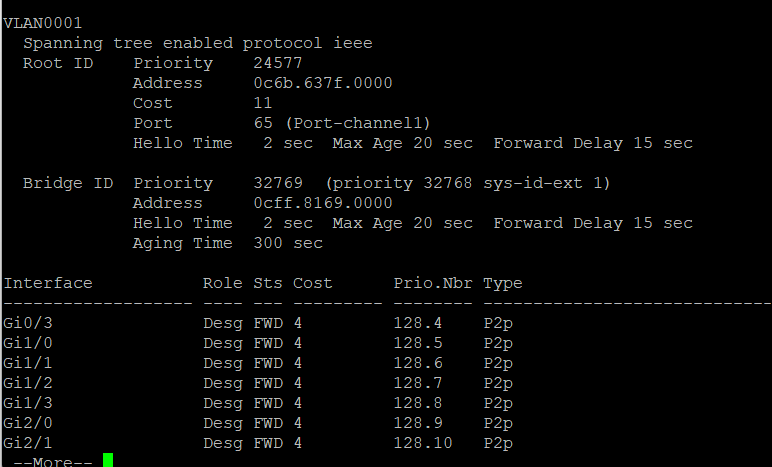 VLAN0001
  Spanning tree enabled protocol ieee
  Root ID    Priority    24577
             Address     0c6b.637f.0000
             Cost        11
             Port        65 (Port-channel1)
             Hello Time   2 sec  Max Age 20 sec  Forward Delay 15 sec
  Bridge ID  Priority    32769  (priority 32768 sys-id-ext 1)
             Address     0cff.8169.0000
             Hello Time   2 sec  Max Age 20 sec  Forward Delay 15 sec
             Aging Time  300 sec
Interface           Role Sts Cost      Prio.Nbr Type
------------------- ---- --- --------- -------- --------------------------------
Gi0/3               Desg FWD 4         128.4    P2p
Gi1/0               Desg FWD 4         128.5    P2p
Gi1/1               Desg FWD 4         128.6    P2p
Gi1/2               Desg FWD 4         128.7    P2p
Gi1/3               Desg FWD 4         128.8    P2p
Gi2/0               Desg FWD 4         128.9    P2p
Gi2/1               Desg FWD 4         128.10   P2p
 --More--